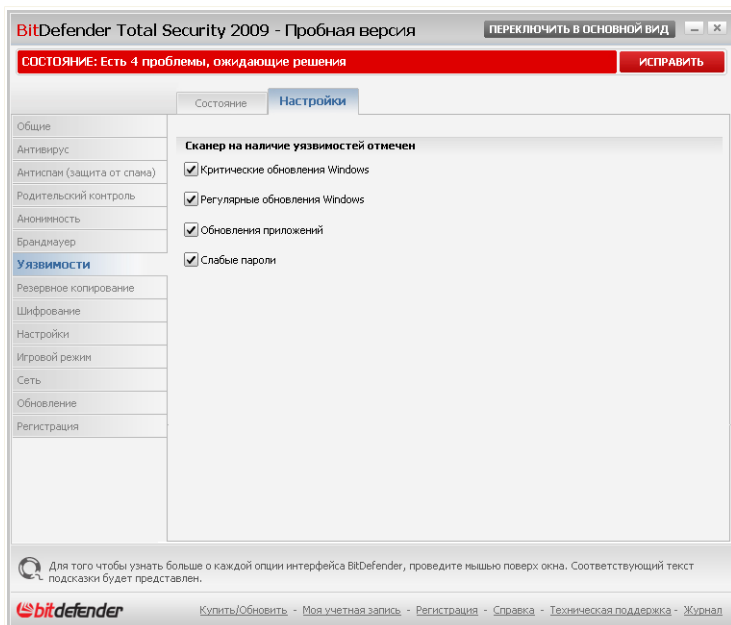 BitDefender Total Security 2009 - Пробная версия
ПЕРЕКЛЮЧИТЬ В ОСНОВНОЙ ВИД
СОСТОЯНИЕ: Есть 4 проблемы, ожидающие решения
ИСПРАВИТЬ
Состояние
Настройки
Общие
Антивирус
Антиспам (защита от спама)
Родительский контроль
Анонимность
Брандмауер
Уязвимости
Резервное копирование
Шифрование
Настройки
Игровой режим
Сеть
Обновление
Регистрация
Сканер на наличие уязвимостей отмечен
Критические обновления Windows
Регулярные обновления Windows
Обновления приложений
Слабые пароли
Для того чтобы узнать больше о каждой опции интерфейса BitDefender, проведите мышью поверх окна. Соответствующий текст
подсказки будет представлен.
bitdefender
Купить/Обновить - Моя учетная запись - Регистрация - Справка - Техническая поддержка - Журнал